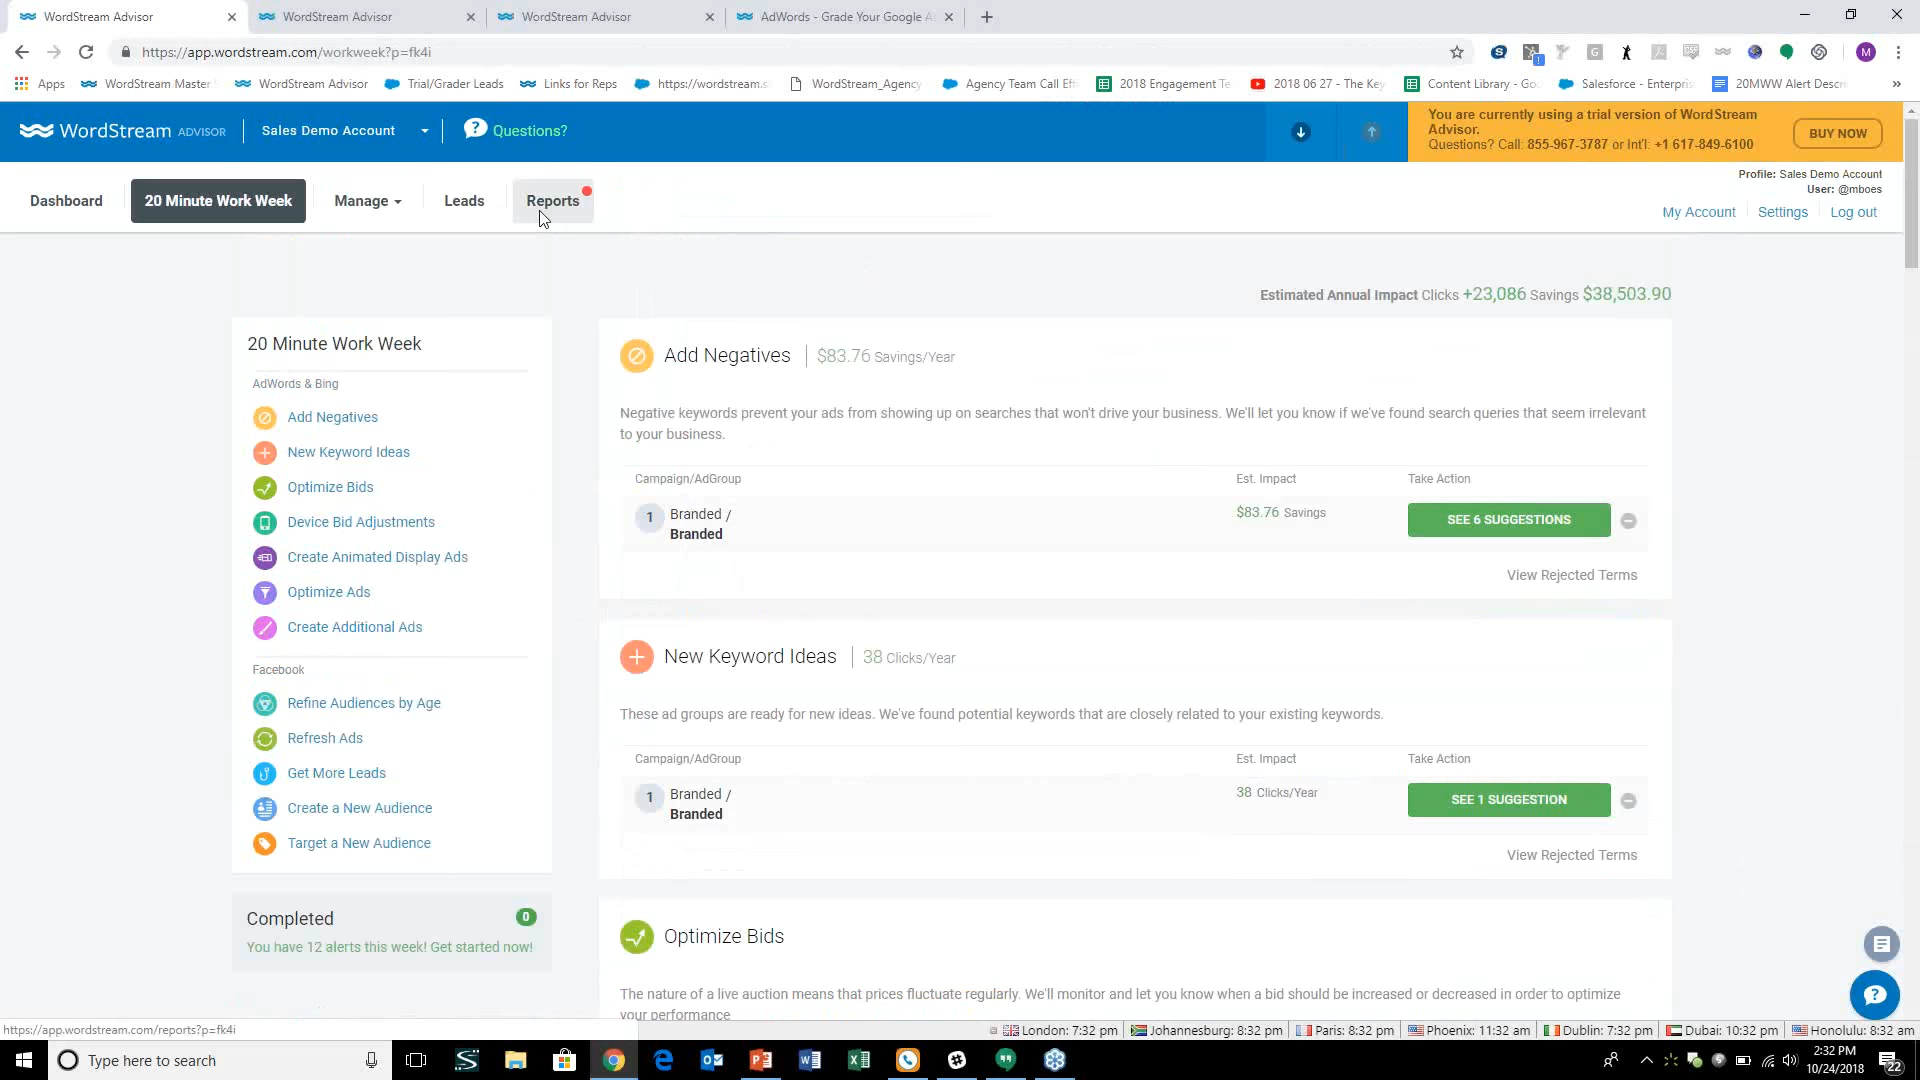 WordStream Advisor
WordStream Advisor
WordStream Advisor
AdWords - Grade Your Google A
https://app.wordstream.com/workweek?p=fk4i
M
Apps
WordStream Master
WordStream Advisor
Trial/Grader Leads
Links for Reps
https://wordstream.s
WordStream_Agency
Agency Team Call Eff
2018 Engagement Te
2018 06 27 - The Key
Content Library - Go
Salesforce - Enterpris
20MWW Alert Descri
WordStream ADVISOR
Sales Demo Account
Questions?
You are currently using a trial version of WordStream
Advisor.
Questions? Call: 855-967-3787 or Int'l: +1 617-849-6100
BUY NOW
Dashboard
20 Minute Work Week
Manage
Leads
Reports
Profile: Sales Demo Account
User: @mboes
My Account
Settings
Log out
Estimated Annual Impact Clicks +23,086 Savings $38,503.90
20 Minute Work Week
AdWords & Bing
Add Negatives
New Keyword Ideas
Optimize Bids
Device Bid Adjustments
Create Animated Display Ads
Optimize Ads
Create Additional Ads
Facebook
Refine Audiences by Age
Refresh Ads
Get More Leads
Create a New Audience
Target a New Audience
Completed 0
You have 12 alerts this week! Get started now!
Add Negatives $83.76 Savings/Year
Negative keywords prevent your ads from showing up on searches that won't drive your business. We'll let you know if we've found search queries that seem irrelevant
to your business.
Campaign/AdGroup Est. Impact Take Action
1 Branded / $83.76 Savings SEE 6 SUGGESTIONS
Branded
View Rejected Terms
New Keyword Ideas 38 Clicks/Year
These ad groups are ready for new ideas. We've found potential keywords that are closely related to your existing keywords.
Campaign/AdGroup Est. Impact Take Action
1 Branded / 38 Clicks/Year SEE 1 SUGGESTION
Branded
View Rejected Terms
Optimize Bids
The nature of a live auction means that prices fluctuate regularly. We'll monitor and let you know when a bid should be increased or decreased in order to optimize
your performance
https://app.wordstream.com/reports?p=fk4i
London: 7:32 pm
Johannesburg: 8:32 pm
Paris: 8:32 pm
Phoenix: 11:32 am
Dublin: 7:32 pm
Dubai: 10:32 pm
Honolulu: 8:32 am
Type here to search
2:32 PM
10/24/2018
22